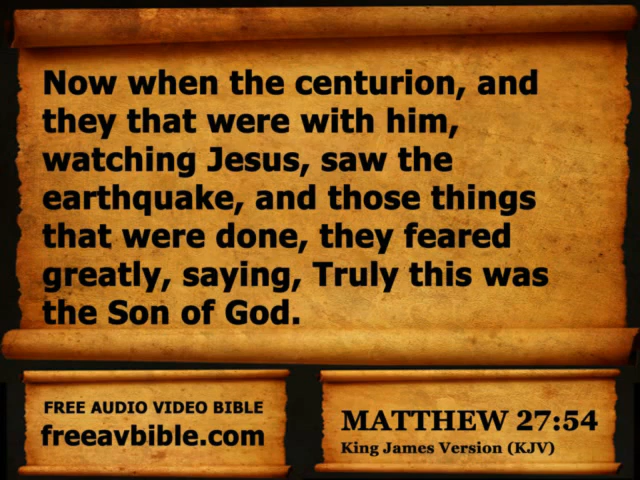 Now when the centurion, and
they that were with him,
watching Jesus, saw the
earthquake, and those things
that were done, they feared
greatly, saying, Truly this was
the Son of God.
FREE AUDIO VIDEO BIBLE
freeavbible.com
MATTHEW 27:54
King James Version (KJV)